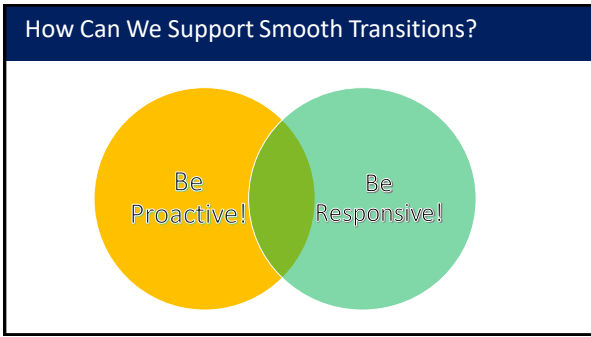 How Can We Support Smooth Transitions?
Be
Proactive!
Be
Responsive!